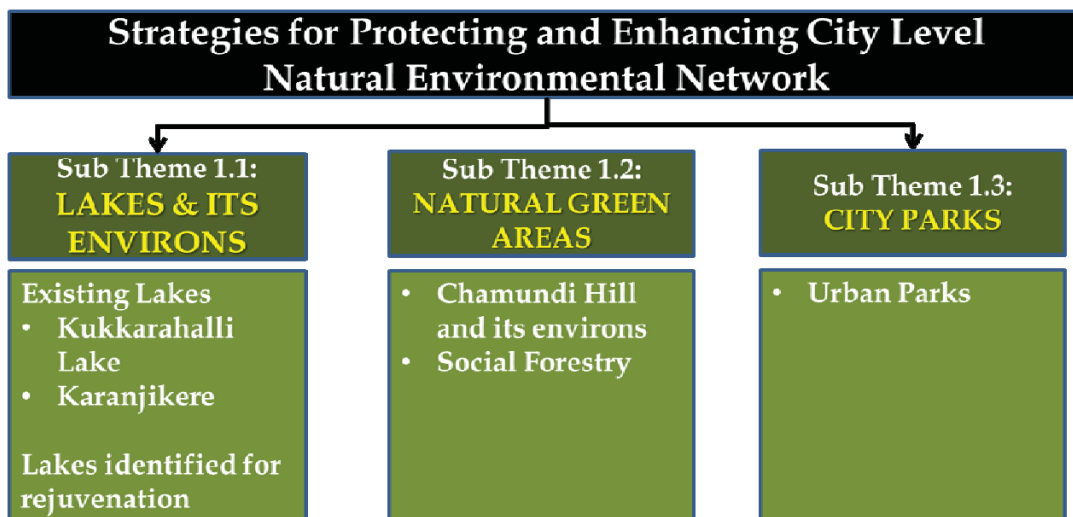 Strategies for Protecting and Enhancing City Level
Natural Environmental Network
Sub Theme 1.1:
LAKES & ITS
ENVIRONS
Existing Lakes
• Kukkarahalli
Lake
• Karanjikere
Lakes identified for
rejuvenation
Sub Theme 1.2:
NATURAL GREEN
AREAS
• Chamundi Hill
and its environs
• Social Forestry
Sub Theme 1.3:
CITY PARKS
• Urban Parks